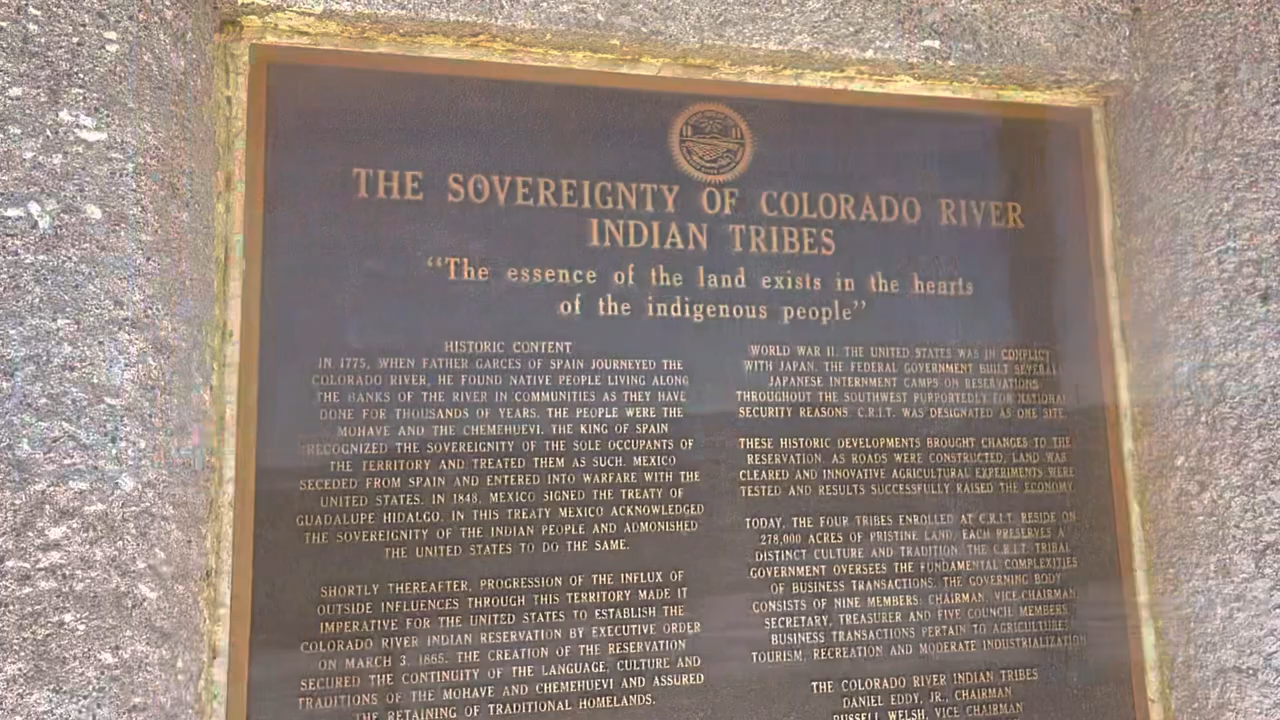 THE SOVEREIGNTY OF COLORADO RIVER
INDIAN TRIBES
“The essence of the land exists in the hearts
of the indigenous people”
HISTORIC CONTENT
IN 1775, WHEN FATHER GARCES OF SPAIN JOURNEYED THE
COLORADO RIVER, HE FOUND NATIVE PEOPLE LIVING ALONG
THE BANKS OF THE RIVER IN COMMUNITIES AS THEY HAVE
DONE FOR THOUSANDS OF YEARS. THE PEOPLE WERE THE
MOHAVE AND THE CHEMEHUEVI. THE KING OF SPAIN
RECOGNIZED THE SOVEREIGNTY OF THE SOLE OCCUPANTS OF
THE TERRITORY AND TREATED THEM AS SUCH. MEXICO
SECEDED FROM SPAIN AND ENTERED INTO WARFARE WITH THE
UNITED STATES. IN 1848, MEXICO SIGNED THE TREATY OF
GUADALUPE HIDALGO. IN THIS TREATY MEXICO ACKNOWLEDGED
THE SOVEREIGNTY OF THE INDIAN PEOPLE AND ADMONISHED
THE UNITED STATES TO DO THE SAME.
SHORTLY THEREAFTER, PROGRESSION OF THE INFLUX OF
OUTSIDE INFLUENCES THROUGH THIS TERRITORY MADE IT
IMPERATIVE FOR THE UNITED STATES TO ESTABLISH THE
COLORADO RIVER INDIAN RESERVATION BY EXECUTIVE ORDER
ON MARCH 3, 1865. THE CREATION OF THE RESERVATION
SECURED THE CONTINUITY OF THE LANGUAGE, CULTURE AND
TRADITIONS OF THE MOHAVE AND CHEMEHUEVI AND ASSURED
THE RETAINING OF TRADITIONAL HOMELANDS.
WORLD WAR II. THE UNITED STATES WAS IN CONFLICT
WITH JAPAN. THE FEDERAL GOVERNMENT BUILT SEVERAL
JAPANESE INTERNMENT CAMPS ON RESERVATIONS
THROUGHOUT THE SOUTHWEST PURPORTEDLY FOR NATIONAL
SECURITY REASONS. C.R.I.T. WAS DESIGNATED AS ONE SITE.
THESE HISTORIC DEVELOPMENTS BROUGHT CHANGES TO THE
RESERVATION. AS ROADS WERE CONSTRUCTED, LAND WAS
CLEARED AND INNOVATIVE AGRICULTURAL EXPERIMENTS WERE
TESTED AND RESULTS SUCCESSFULLY RAISED THE ECONOMY.
TODAY, THE FOUR TRIBES ENROLLED AT C.R.I.T. RESIDE ON
278,000 ACRES OF PRISTINE LAND. EACH PRESERVES A
DISTINCT CULTURE AND TRADITION. THE C.R.I.T. TRIBAL
GOVERNMENT OVERSEES THE FUNDAMENTAL COMPLEXITIES
OF BUSINESS TRANSACTIONS. THE GOVERNING BODY
CONSISTS OF NINE MEMBERS: CHAIRMAN, VICE-CHAIRMAN,
SECRETARY, TREASURER AND FIVE COUNCIL MEMBERS.
BUSINESS TRANSACTIONS PERTAIN TO AGRICULTURE,
TOURISM, RECREATION AND MODERATE INDUSTRIALIZATION.
THE COLORADO RIVER INDIAN TRIBES
DANIEL EDDY, JR., CHAIRMAN
RUSSELL WELSH, VICE CHAIRMAN